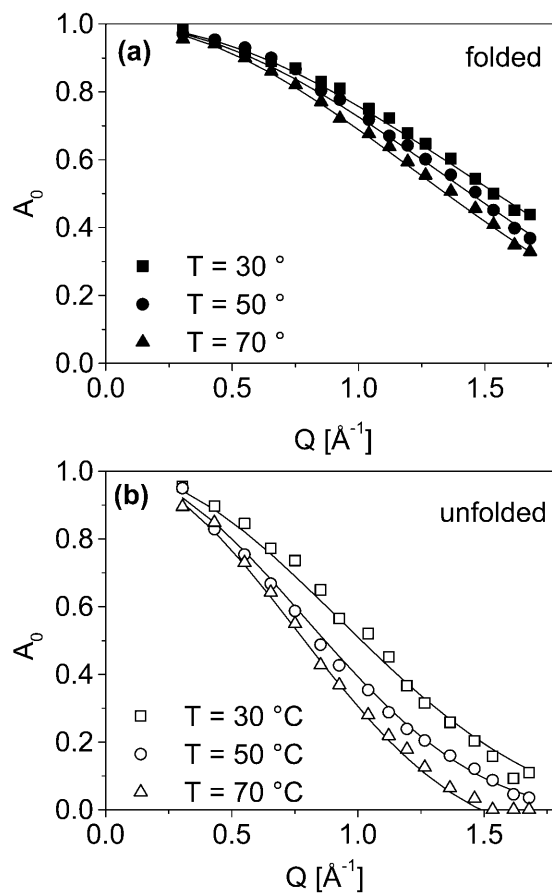 1.0
(a)
folded
0.8
0.6
A₀
0.4
T = 30 °
T = 50 °
0.2
T = 70 °
0.0
0.0 0.5 1.0 1.5
Q [Å⁻¹]
1.0
(b)
unfolded
0.8
0.6
A₀
0.4
T = 30 °C
0.2
T = 50 °C
T = 70 °C
0.0
0.0 0.5 1.0 1.5
Q [Å⁻¹]